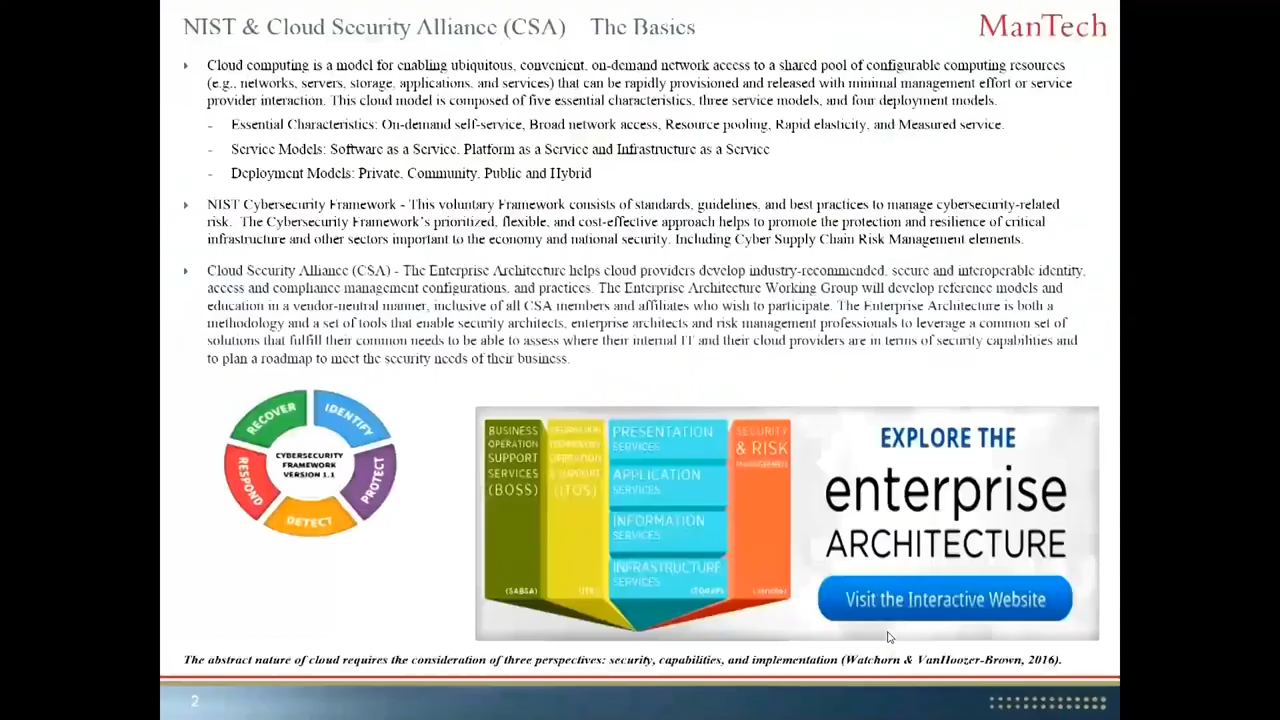 NIST & Cloud Security Alliance (CSA) The Basics
ManTech
Cloud computing is a model for enabling ubiquitous, convenient, on-demand network access to a shared pool of configurable computing resources
(e.g., networks, servers, storage, applications, and services) that can be rapidly provisioned and released with minimal management effort or service
provider interaction. This cloud model is composed of five essential characteristics, three service models, and four deployment models.
- Essential Characteristics: On-demand self-service, Broad network access, Resource pooling, Rapid elasticity, and Measured service.
- Service Models: Software as a Service, Platform as a Service and Infrastructure as a Service
- Deployment Models: Private, Community, Public and Hybrid
NIST Cybersecurity Framework - This voluntary Framework consists of standards, guidelines, and best practices to manage cybersecurity-related
risk. The Cybersecurity Framework's prioritized, flexible, and cost-effective approach helps to promote the protection and resilience of critical
infrastructure and other sectors important to the economy and national security. Including Cyber Supply Chain Risk Management elements.
Cloud Security Alliance (CSA) - The Enterprise Architecture helps cloud providers develop industry-recommended, secure and interoperable identity,
access and compliance management configurations, and practices. The Enterprise Architecture Working Group will develop reference models and
education in a vendor-neutral manner, inclusive of all CSA members and affiliates who wish to participate. The Enterprise Architecture is both a
methodology and a set of tools that enable security architects, enterprise architects and risk management professionals to leverage a common set of
solutions that fulfill their common needs to be able to assess where their internal IT and their cloud providers are in terms of security capabilities and
to plan a roadmap to meet the security needs of their business.
RECOVER
IDENTIFY
PROTECT
DETECT
RESPOND
CYBERSECURITY
FRAMEWORK
VERSION 1.1
BUSINESS
OPERATION
SUPPORT
SERVICES
(BOSS)
(SABSA)
INFORMATION
TECHNOLOGY
OPERATION
& SUPPORT
(ITOS)
(ITIL)
PRESENTATION
SERVICES
APPLICATION
SERVICES
INFORMATION
SERVICES
INFRASTRUCTURE
SERVICES
(TOGAF)
SECURITY
& RISK
MANAGEMENT
EXPLORE THE
enterprise
ARCHITECTURE
Visit the Interactive Website
The abstract nature of cloud requires the consideration of three perspectives: security, capabilities, and implementation (Watchorn & VanHoozer-Brown, 2016).
2